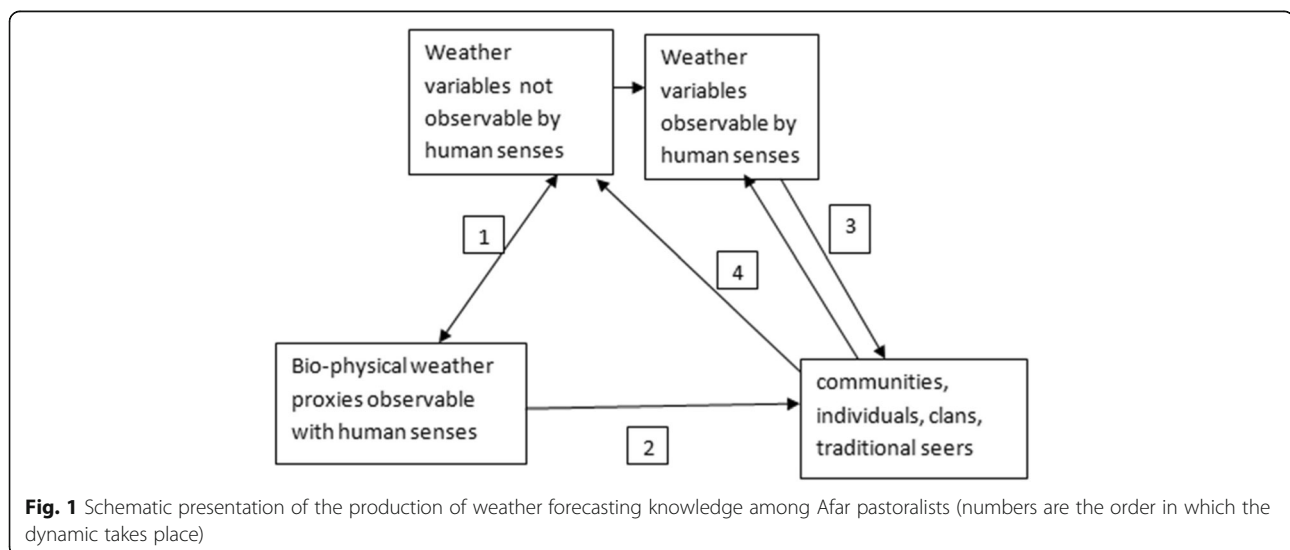 Weather
variables not
observable by
human senses
Weather
variables
observable by
human senses
1
3
4
Bio-physical weather
proxies observable
with human senses
2
communities,
individuals, clans,
traditional seers
Fig. 1 Schematic presentation of the production of weather forecasting knowledge among Afar pastoralists (numbers are the order in which the
dynamic takes place)